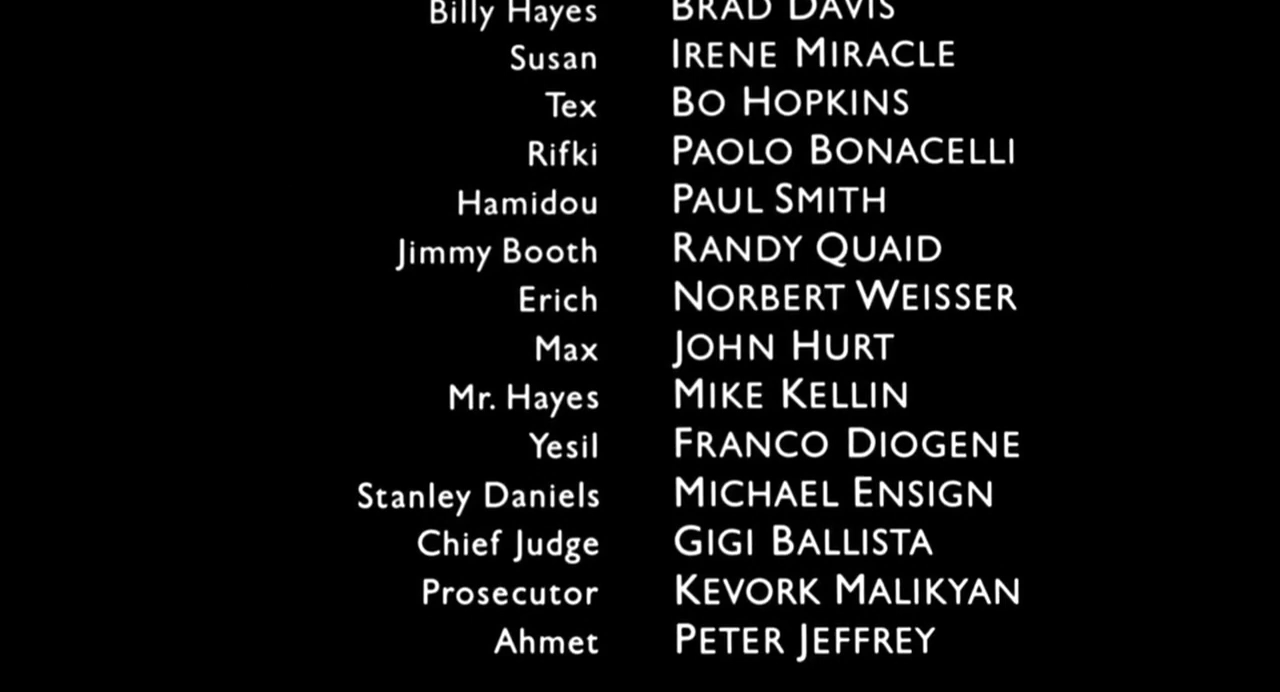 Billy Hayes BRAD DAVIS
Susan IRENE MIRACLE
Tex BO HOPKINS
Rifki PAOLO BONACELLI
Hamidou PAUL SMITH
Jimmy Booth RANDY QUAID
Erich NORBERT WEISSER
Max JOHN HURT
Mr. Hayes MIKE KELLIN
Yesil FRANCO DIOGENE
Stanley Daniels MICHAEL ENSIGN
Chief Judge GIGI BALLISTA
Prosecutor KEVORK MALIKYAN
Ahmet PETER JEFFREY